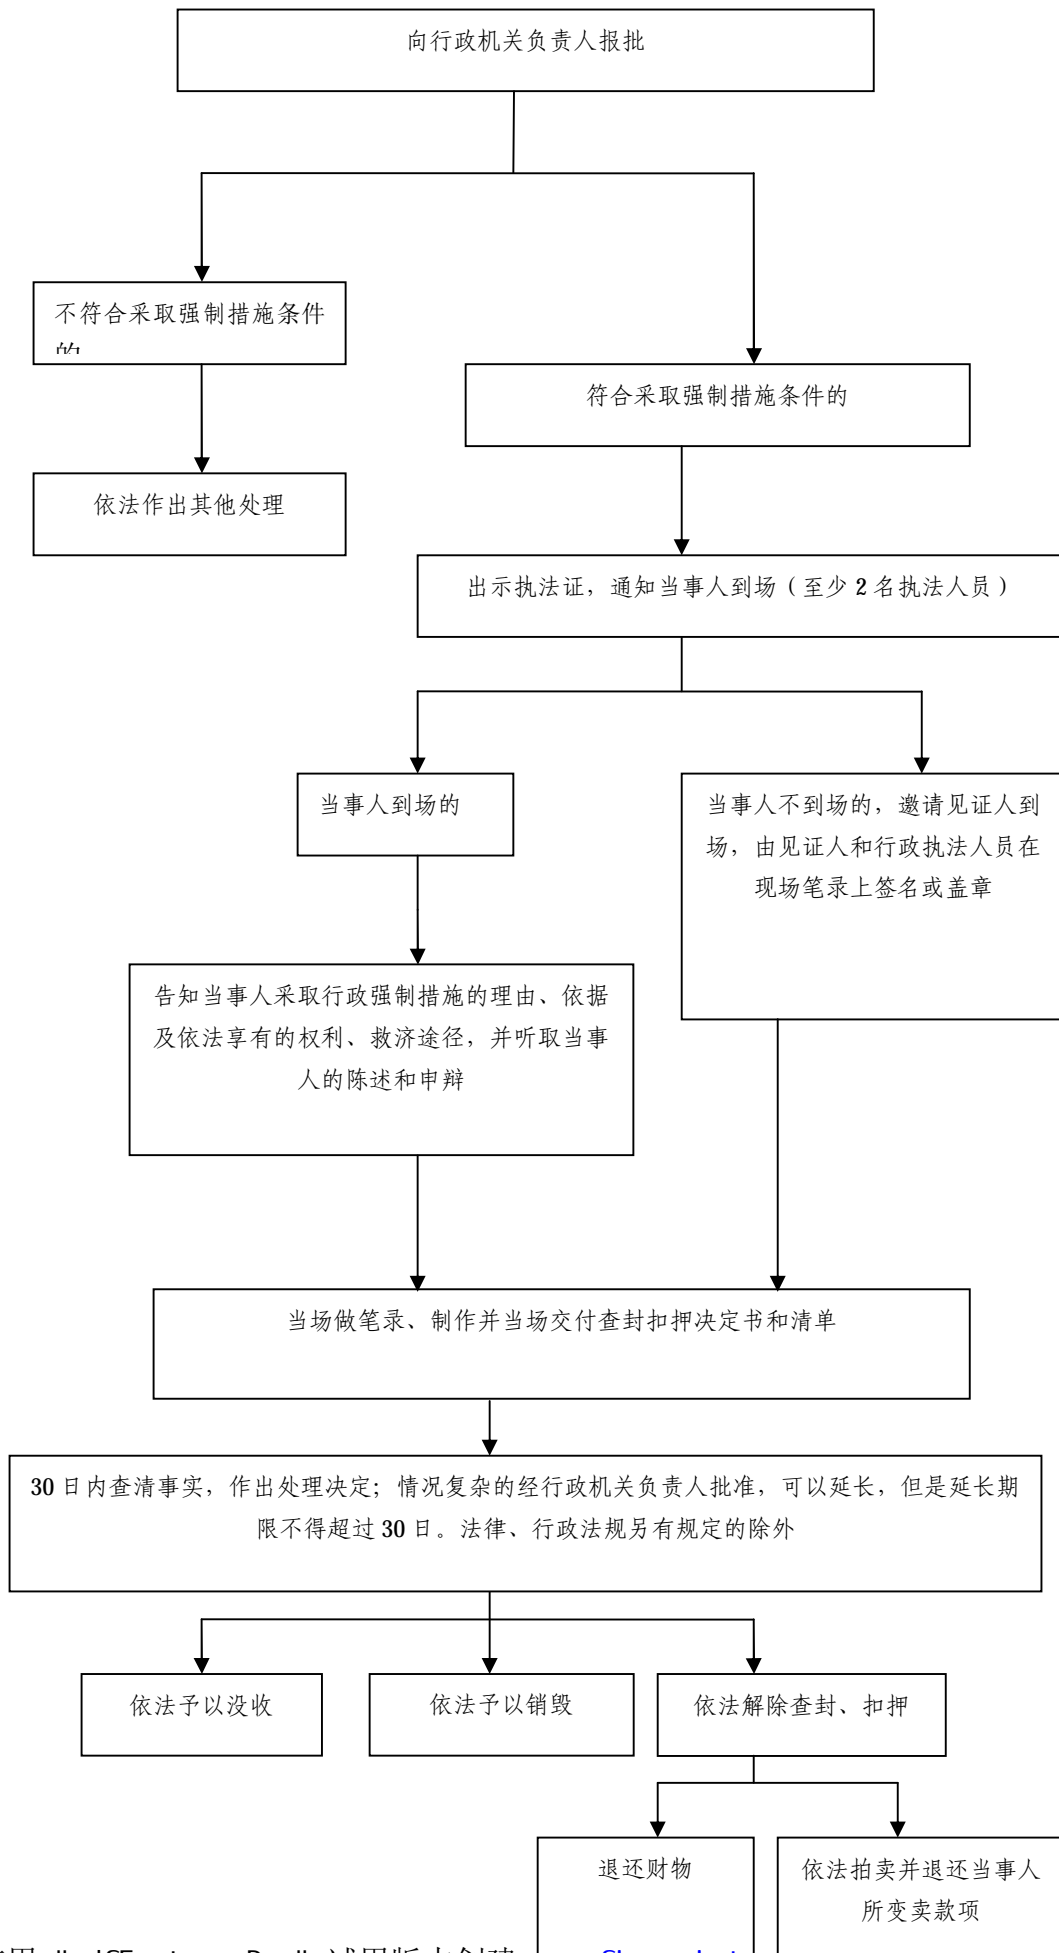 向行政机关负责人报批
不符合采取强制措施条件
的
符合采取强制措施条件的
依法作出其他处理
出示执法证，通知当事人到场（至少 2 名执法人员）
当事人到场的
当事人不到场的，邀请见证人到
场，由见证人和行政执法人员在
现场笔录上签名或盖章
告知当事人采取行政强制措施的理由、依据
及依法享有的权利、救济途径，并听取当事
人的陈述和申辩
当场做笔录、制作并当场交付查封扣押决定书和清单
30 日内查清事实，作出处理决定；情况复杂的经行政机关负责人批准，可以延长，但是延长期
限不得超过 30 日。法律、行政法规另有规定的除外
依法予以没收
依法予以销毁
依法解除查封、扣押
退还财物
依法拍卖并退还当事人
所变卖款项
试用版本创建